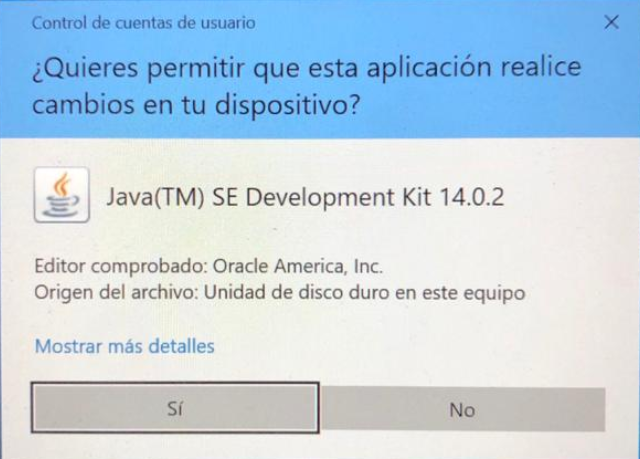 Control de cuentas de usuario
¿Quieres permitir que esta aplicación realice
cambios en tu dispositivo?
Java(TM) SE Development Kit 14.0.2
Editor comprobado: Oracle America, Inc.
Origen del archivo: Unidad de disco duro en este equipo
Mostrar más detalles
Sí
No